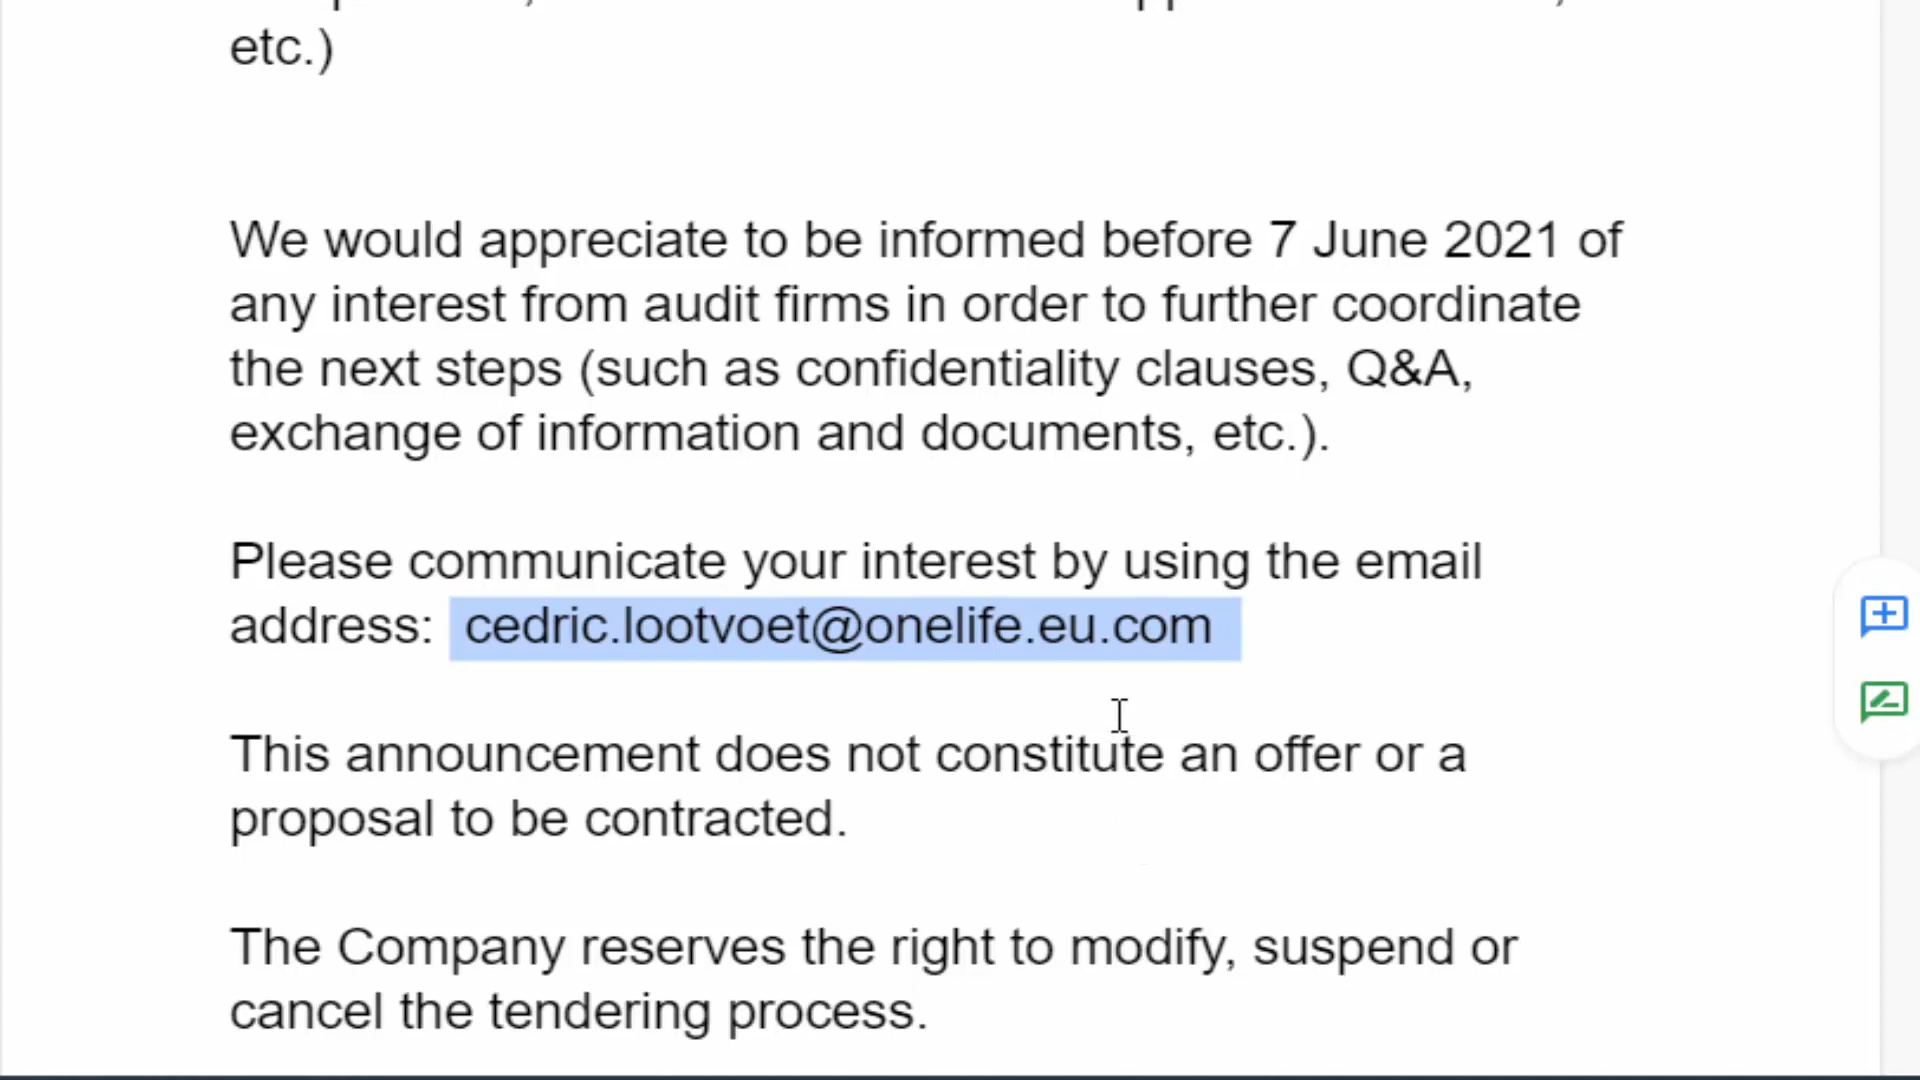 etc.)
We would appreciate to be informed before 7 June 2021 of
any interest from audit firms in order to further coordinate
the next steps (such as confidentiality clauses, Q&A,
exchange of information and documents, etc.).
Please communicate your interest by using the email
address: cedric.lootvoet@onelife.eu.com
This announcement does not constitute an offer or a
proposal to be contracted.
The Company reserves the right to modify, suspend or
cancel the tendering process.